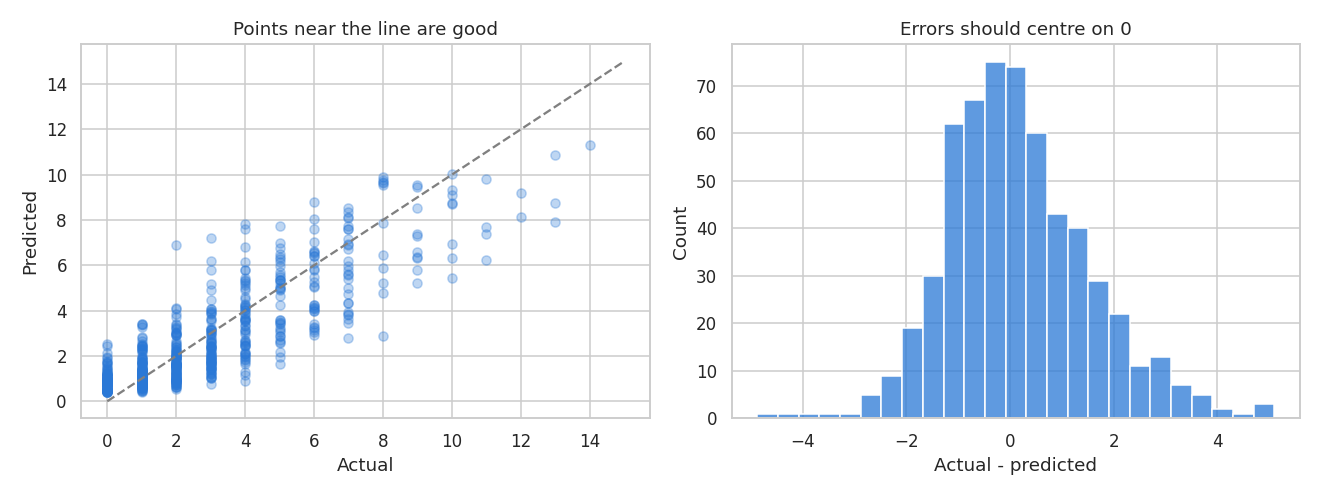 Points near the line are good
14
12
10
8
6
4
2
0
Predicted
0 2 4 6 8 10 12 14
Actual
Errors should centre on 0
70
60
50
40
30
20
10
0
Count
−4 −2 0 2 4
Actual - predicted